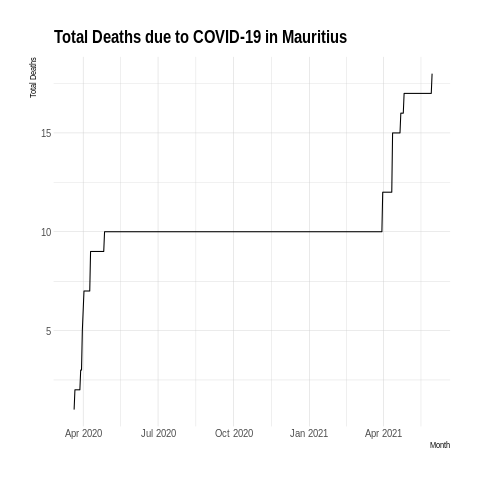 Total Deaths due to COVID-19 in Mauritius
Total Deaths
15
10
5
Apr 2020 Jul 2020 Oct 2020 Jan 2021 Apr 2021
Month